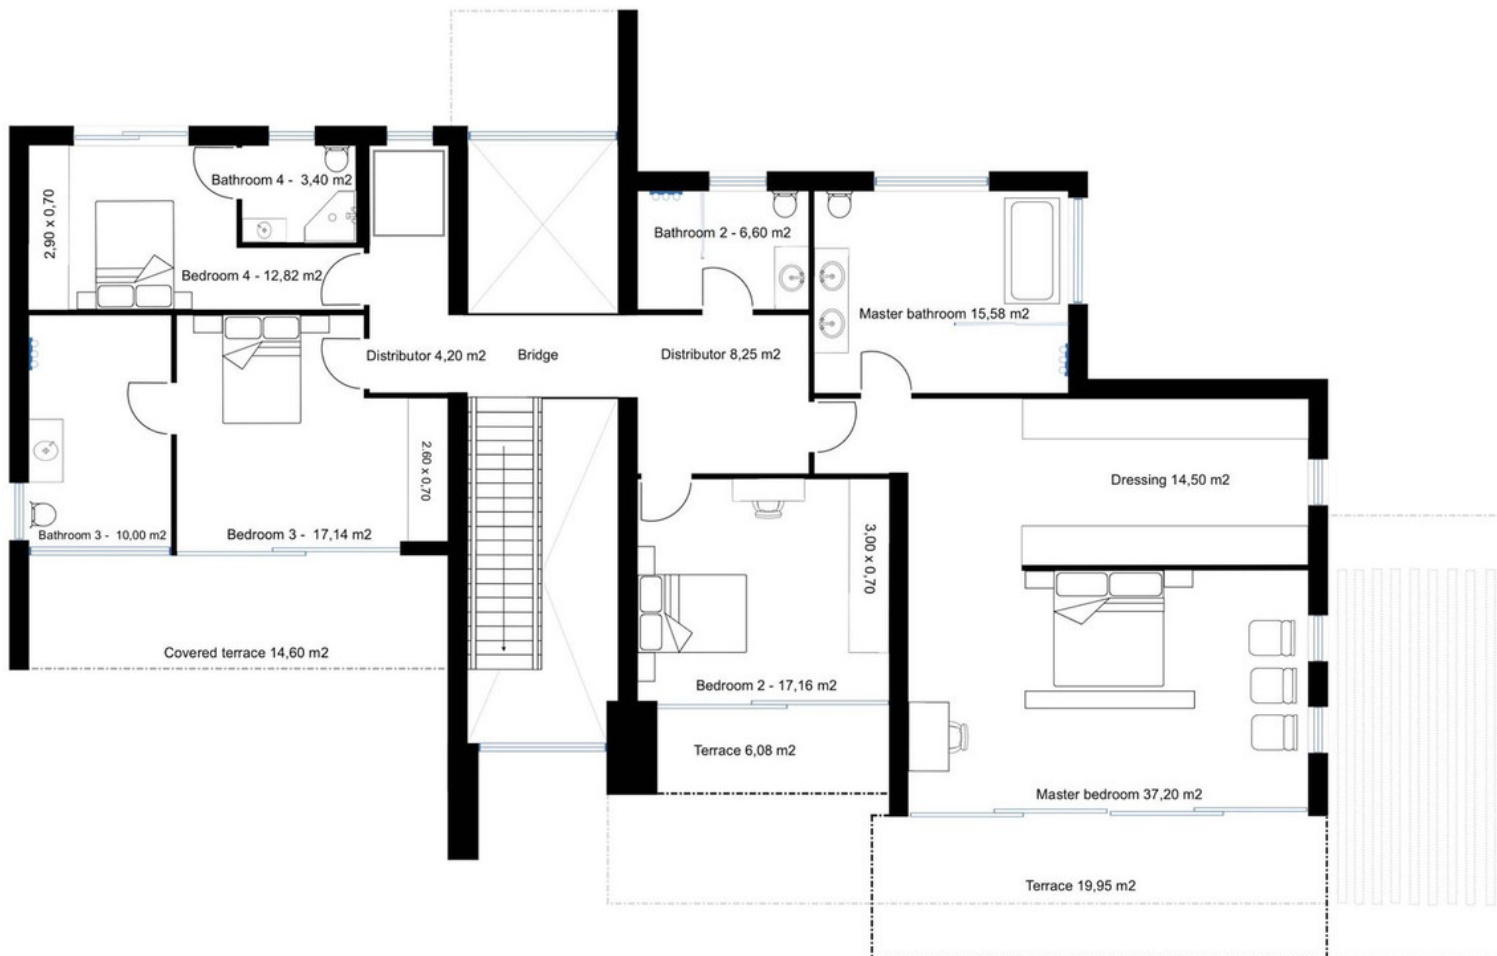 Bathroom 4 - 3,40 m2
2,90 x 0,70
Bathroom 2 - 6,60 m2
Bedroom 4 - 12,82 m2
Master bathroom 15,58 m2
Distributor 4,20 m2
Bridge
Distributor 8,25 m2
2.60 x 0,70
Dressing 14,50 m2
Bathroom 3 - 10,00 m2
Bedroom 3 - 17,14 m2
3,00 x 0,70
Covered terrace 14,60 m2
Bedroom 2 - 17,16 m2
Terrace 6,08 m2
Master bedroom 37,20 m2
Terrace 19,95 m2